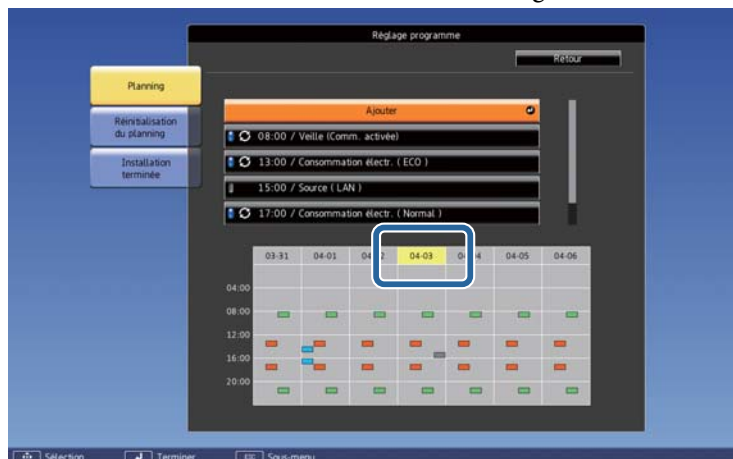 Réglage programme
Retour
Planning
Réinitialisation
du planning
Installation
terminée
Ajouter
08:00 / Veille (Comm. activée)
13:00 / Consommation électr. ( ECO )
15:00 / Source ( LAN )
17:00 / Consommation électr. ( Normal )
03-31 04-01 04-03 04-05 04-06
04:00
08:00
12:00
16:00
20:00
Sélection Terminer Sous-menu